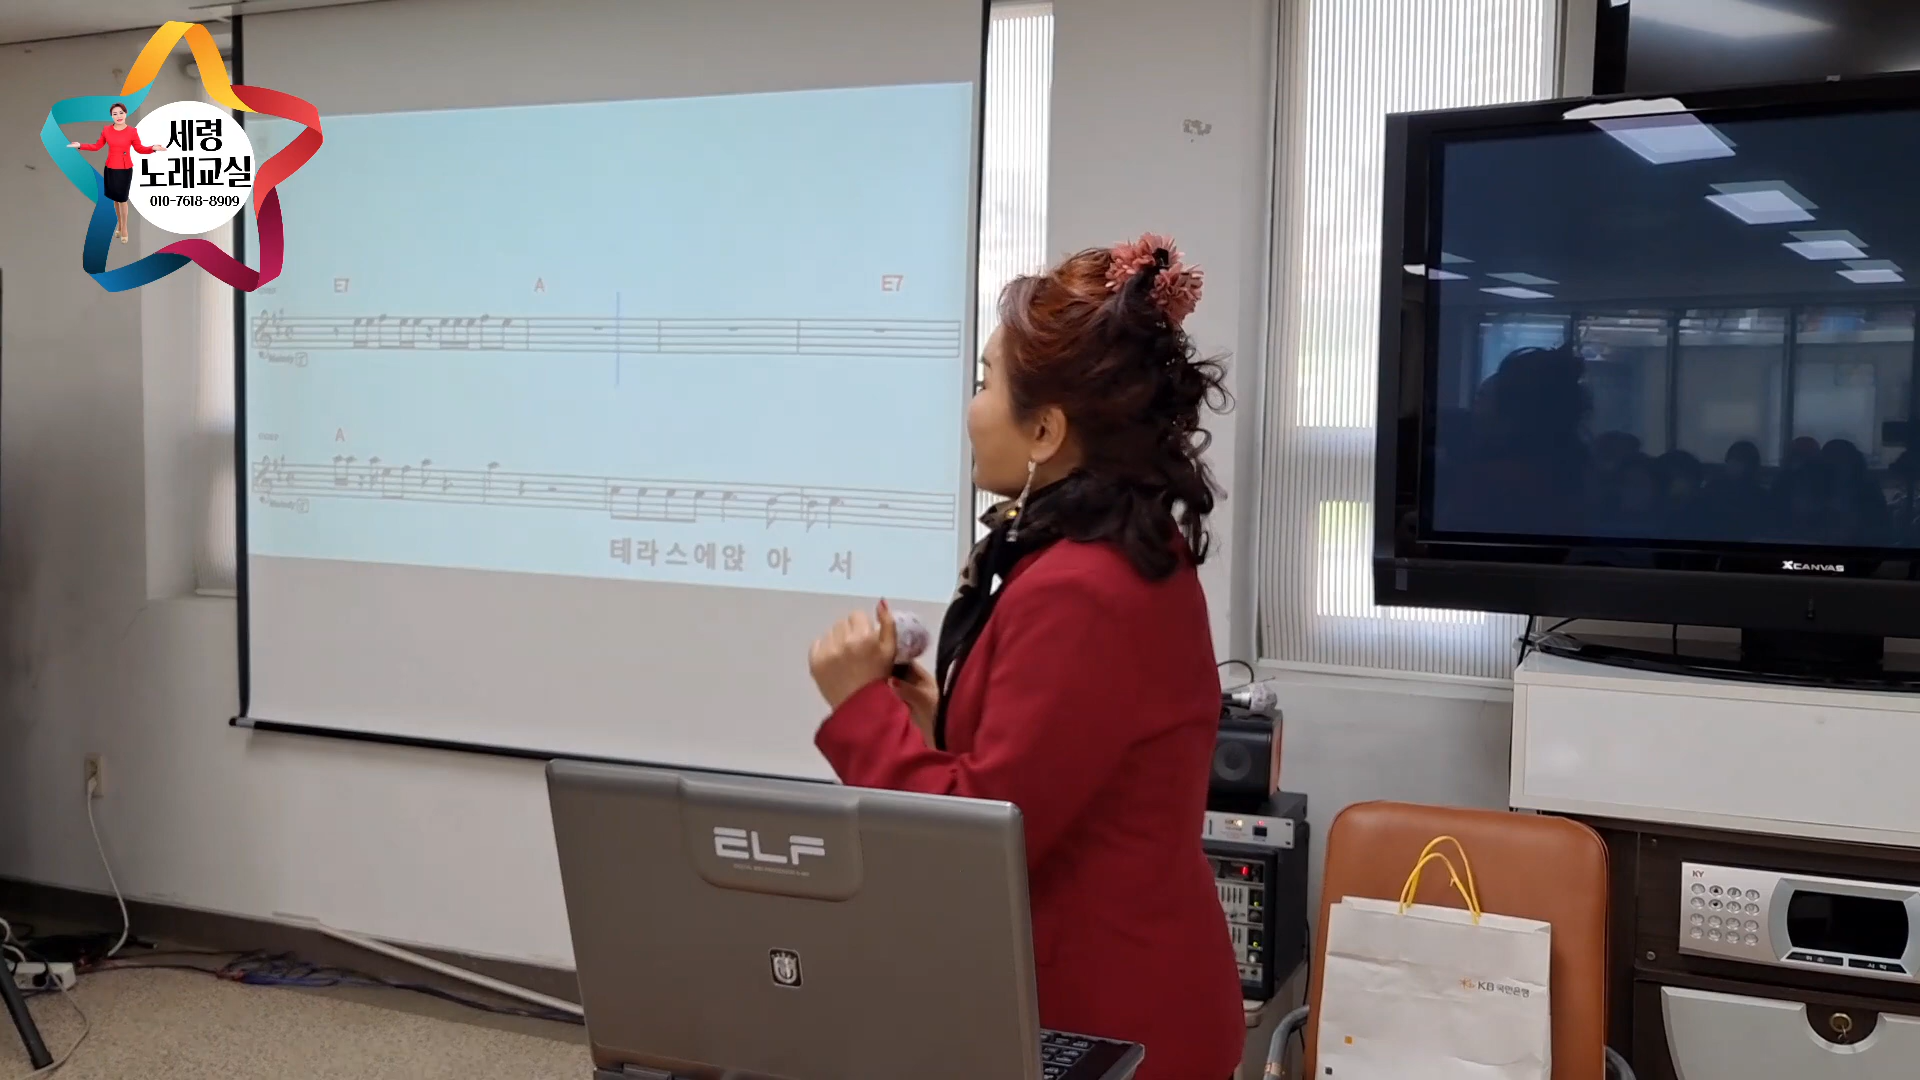 세령
노래교실
010-7618-8909
E7 A E7
A
테라스에앉 아 서
XCANVAS
ELF
KY
KB 국민은행